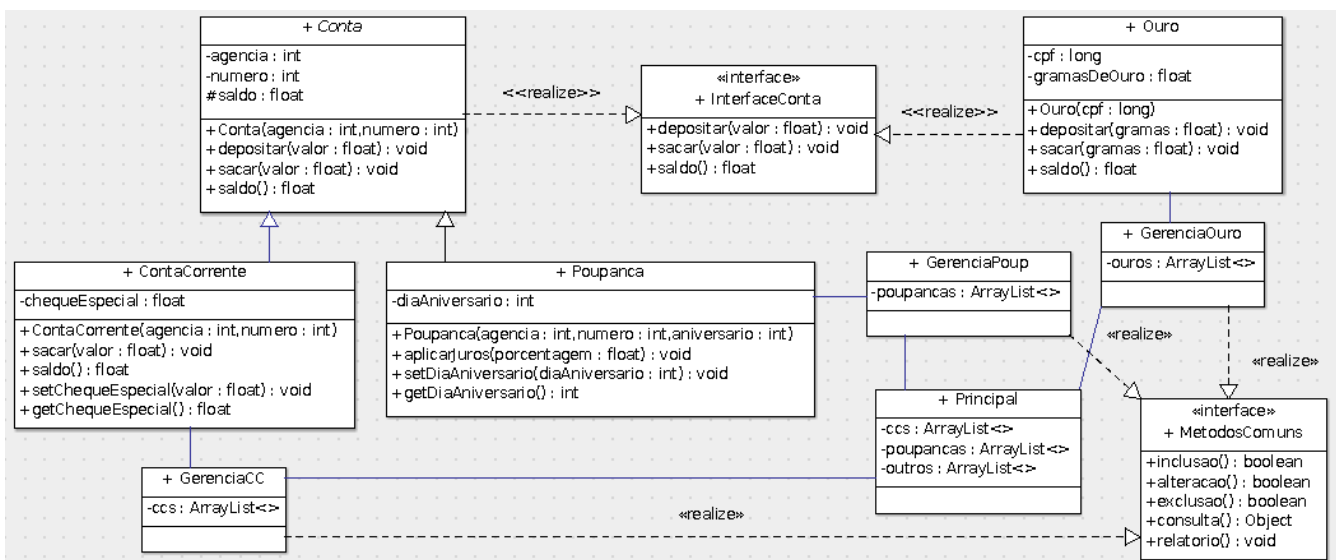 + Conta
-agencia : int
-numero : int
#saldo : float
+Conta(agencia : int,numero : int)
+depositar(valor : float) : void
+sacar(valor : float) : void
+saldo() : float
<<realize>>
«interface»
+ InterfaceConta
+depositar(valor : float) : void
+sacar(valor : float) : void
+saldo() : float
<<realize>>
+ Ouro
-cpf : long
-gramasDeOuro : float
+Ouro(cpf : long)
+depositar(gramas : float) : void
+sacar(gramas : float) : void
+saldo() : float
+ ContaCorrente
-chequeEspecial : float
+ContaCorrente(agencia : int,numero : int)
+sacar(valor : float) : void
+saldo() : float
+setChequeEspecial(valor : float) : void
+getChequeEspecial() : float
+ Poupanca
-diaAniversario : int
+Poupanca(agencia : int,numero : int,aniversario : int)
+aplicarJuros(porcentagem : float) : void
+setDiaAniversario(diaAniversario : int) : void
+getDiaAniversario() : int
+ GerenciaPoup
-poupancas : ArrayList<>
+ GerenciaOuro
-ouros : ArrayList<>
«realize»
«realize»
+ Principal
-ccs : ArrayList<>
-poupancas : ArrayList<>
-outros : ArrayList<>
«interface»
+ MetodosComuns
+inclusao() : boolean
+alteracao() : boolean
+exclusao() : boolean
+consulta() : Object
+relatorio() : void
+ GerenciaCC
-ccs : ArrayList<>
«realize»